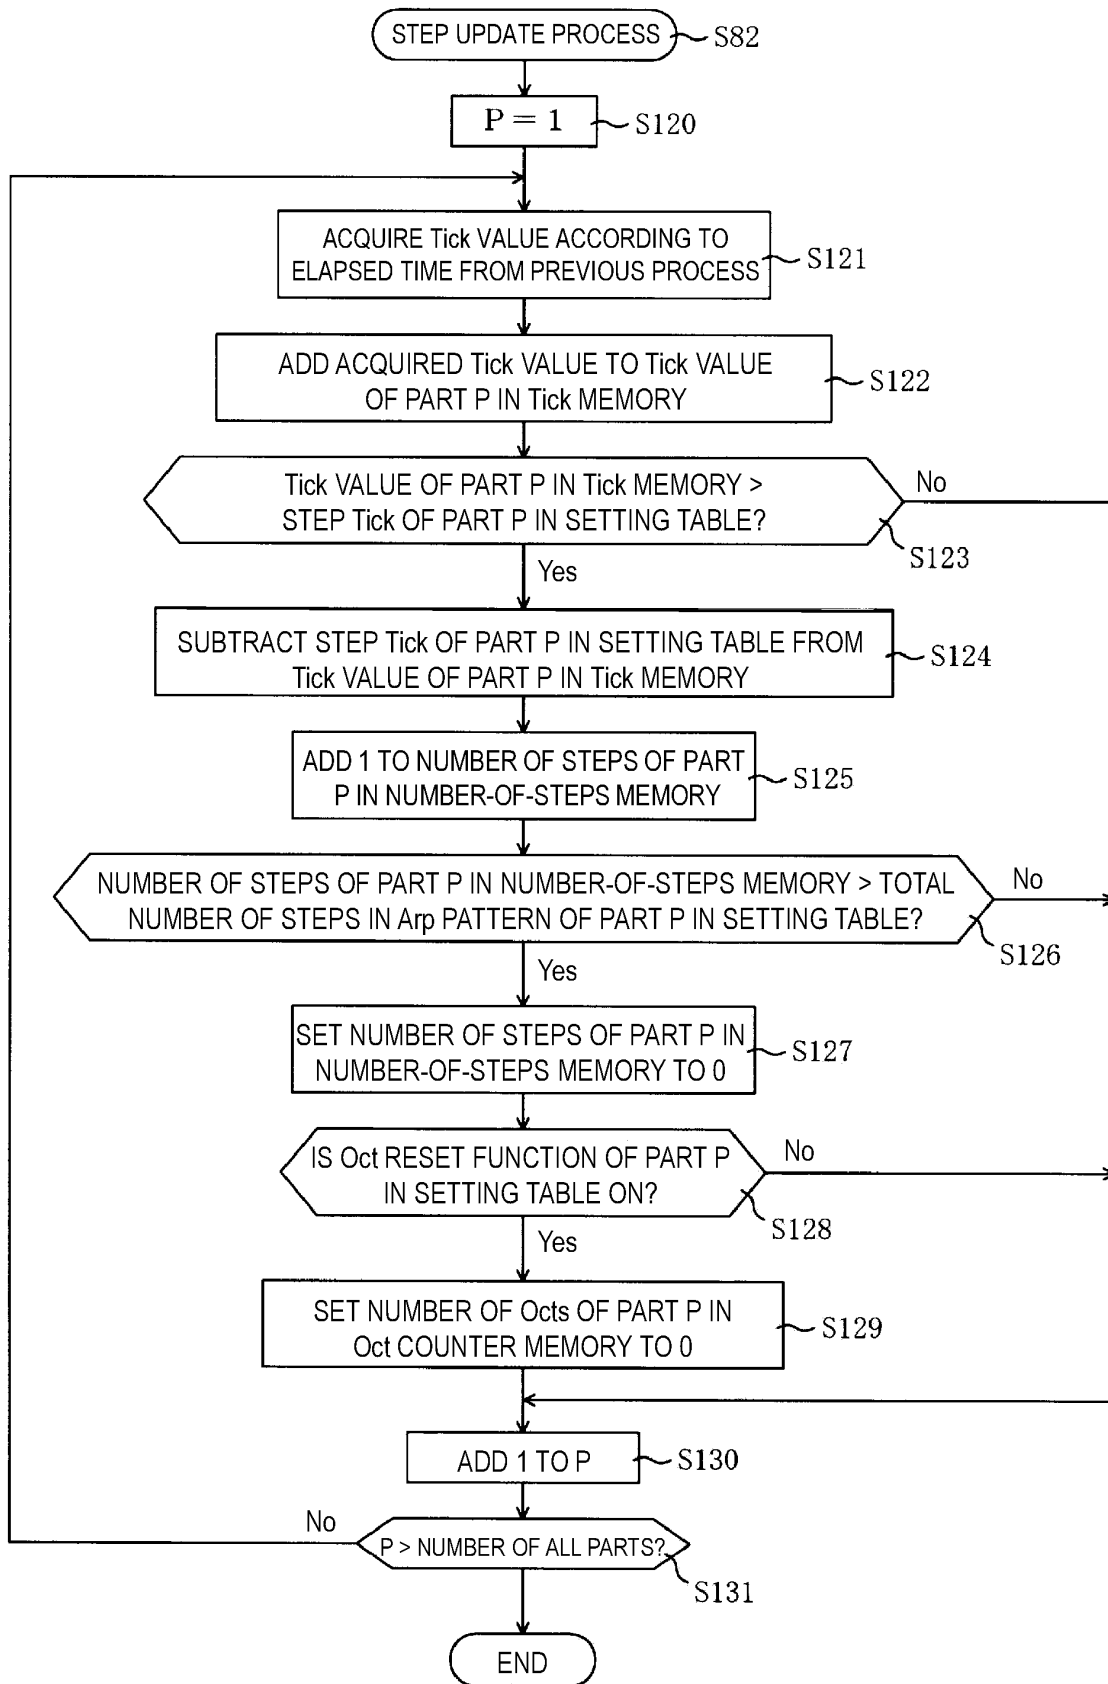 STEP UPDATE PROCESS
S82
P = 1
S120
ACQUIRE Tick VALUE ACCORDING TO
ELAPSED TIME FROM PREVIOUS PROCESS
S121
ADD ACQUIRED Tick VALUE TO Tick VALUE
OF PART P IN Tick MEMORY
S122
Tick VALUE OF PART P IN Tick MEMORY >
STEP Tick OF PART P IN SETTING TABLE?
No
S123
Yes
SUBTRACT STEP Tick OF PART P IN SETTING TABLE FROM
Tick VALUE OF PART P IN Tick MEMORY
S124
ADD 1 TO NUMBER OF STEPS OF PART
P IN NUMBER-OF-STEPS MEMORY
S125
NUMBER OF STEPS OF PART P IN NUMBER-OF-STEPS MEMORY > TOTAL
NUMBER OF STEPS IN Arp PATTERN OF PART P IN SETTING TABLE?
No
S126
Yes
SET NUMBER OF STEPS OF PART P IN
NUMBER-OF-STEPS MEMORY TO 0
S127
IS Oct RESET FUNCTION OF PART P
IN SETTING TABLE ON?
No
S128
Yes
SET NUMBER OF Octs OF PART P IN
Oct COUNTER MEMORY TO 0
S129
ADD 1 TO P
S130
No
P > NUMBER OF ALL PARTS?
S131
END